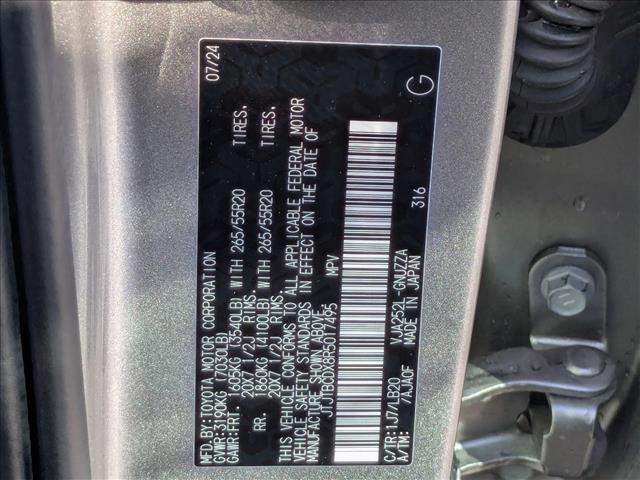 MFD.BY:TOYOTA MOTOR CORPORATION 07/24
GVWR:3190KG (7030LB)
GAWR:FRT. 1605KG (3540LB) WITH 265/55R20 TIRES.
20X7 1/2J RIMS.
RR. 1860KG (4100LB) WITH 265/55R20 TIRES.
20X7 1/2J RIMS.
THIS VEHICLE CONFORMS TO ALL APPLICABLE FEDERAL MOTOR
VEHICLE SAFETY STANDARDS IN EFFECT ON THE DATE OF
MANUFACTURE SHOWN ABOVE.
JTJTBCDX8R5017495 MPV
C/TR:1J7/LB20 VJA252L-GNUZZA
A/TM: /AJA0F MADE IN JAPAN 316
G